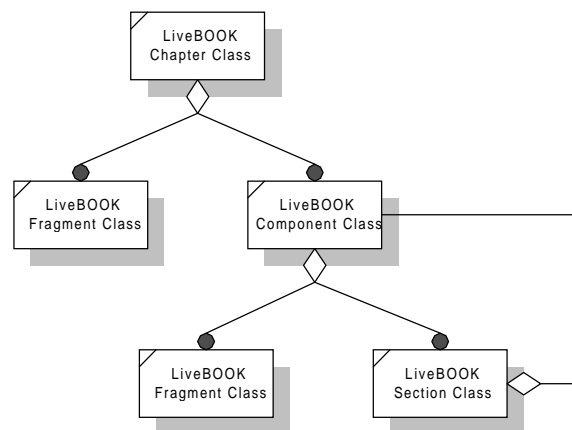 LiveBOOK
Chapter Class
LiveBOOK
Fragment Class
LiveBOOK
Component Class
LiveBOOK
Fragment Class
LiveBOOK
Section Class